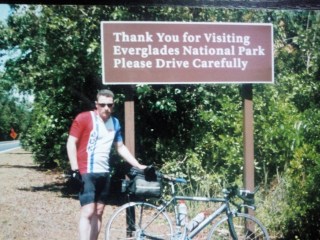 Thank You for Visiting
Everglades National Park
Please Drive Carefully